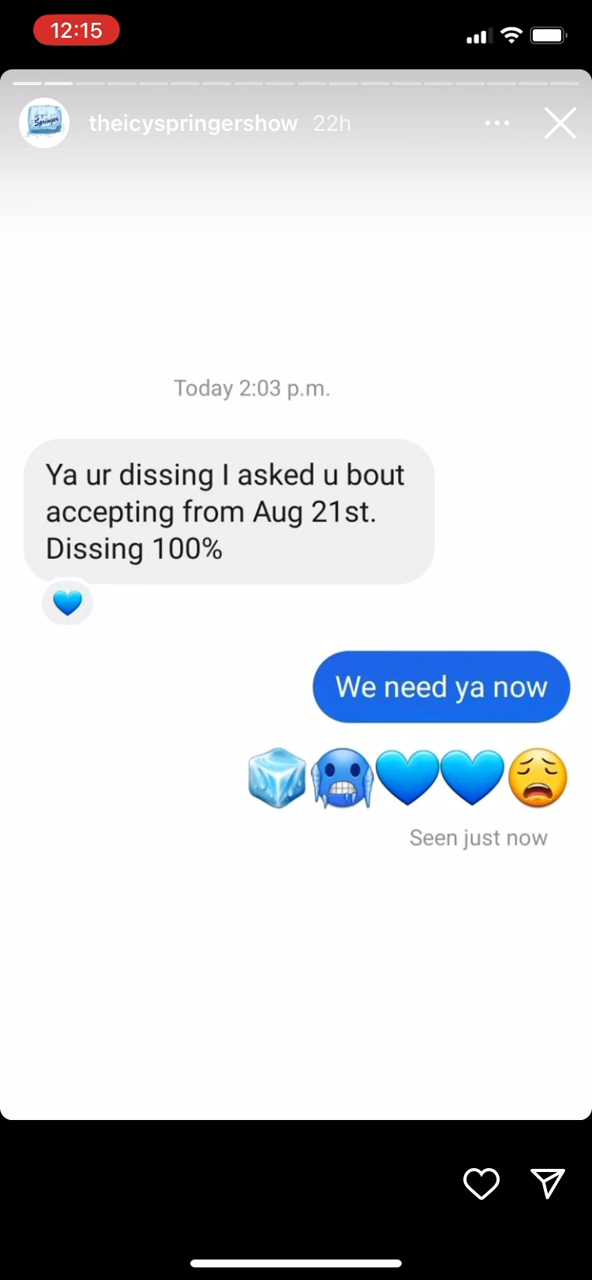 12:15
Springer
theicyspringershow 22h
Today 2:03 p.m.
Ya ur dissing I asked u bout
accepting from Aug 21st.
Dissing 100%
We need ya now
Seen just now